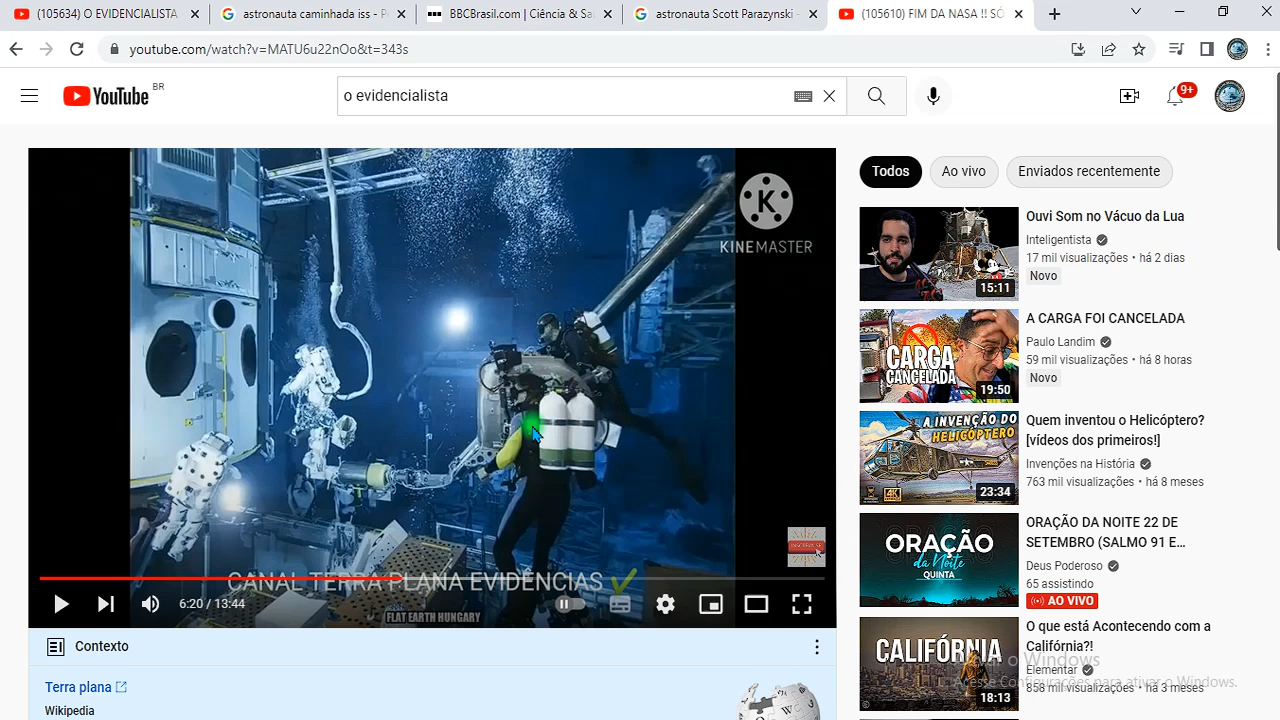 (105634) O EVIDENCIALISTA
astronauta caminhada iss - P
UOL Brasil.com | Ciência & Sa
astronauta Scott Parazynski -
(105610) FIM DA NASA !! SÓ
youtube.com/watch?v=MATU6u22nOo&t=343s
YouTube
BR
o evidencialista
9+
K
KINEMASTER
CANAL TERRA PLANA EVIDÊNCIAS
FLAT EARTH HUNGARY
6:20 / 13:44
Contexto
Terra plana
Wikipedia
Todos
Ao vivo
Enviados recentemente
15:11
Ouvi Som no Vácuo da Lua
Inteligentista
17 mil visualizações • há 2 dias
Novo
CARGA
CANCELADA
19:50
A CARGA FOI CANCELADA
Paulo Landim
59 mil visualizações • há 8 horas
Novo
A INVENÇÃO DO
HELICÓPTERO
4K
23:34
Quem inventou o Helicóptero?
[vídeos dos primeiros!]
Invenções na História
763 mil visualizações • há 8 meses
ORAÇÃO
da Noite
QUINTA
ORAÇÃO DA NOITE 22 DE
SETEMBRO (SALMO 91 E...
Deus Poderoso
65 assistindo
AO VIVO
CALIFÓRNIA
18:13
O que está Acontecendo com a
Califórnia?!
Elementar
858 mil visualizações • há 3 meses
Ativar o Windows
Acesse Configurações para ativar o Windows.